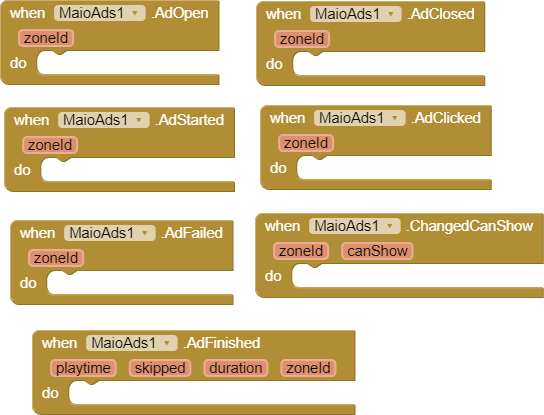 when MaioAds1 .AdOpen
zoneId
do
when MaioAds1 .AdClosed
zoneId
do
when MaioAds1 .AdStarted
zoneId
do
when MaioAds1 .AdClicked
zoneId
do
when MaioAds1 .AdFailed
zoneId
do
when MaioAds1 .ChangedCanShow
zoneId canShow
do
when MaioAds1 .AdFinished
playtime skipped duration zoneId
do